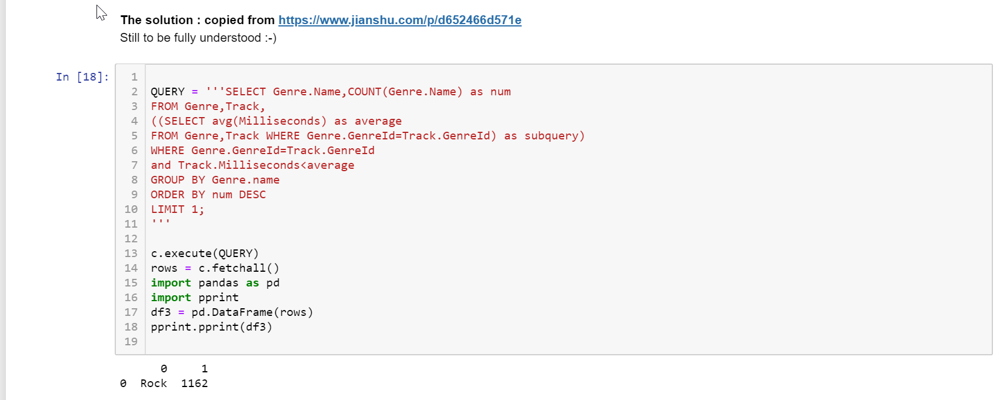 The solution : copied from https://www.jianshu.com/p/d652466d571e
Still to be fully understood :-)
In [18]:
1
2 QUERY = '''SELECT Genre.Name,COUNT(Genre.Name) as num
3 FROM Genre,Track,
4 ((SELECT avg(Milliseconds) as average
5 FROM Genre,Track WHERE Genre.GenreId=Track.GenreId) as subquery)
6 WHERE Genre.GenreId=Track.GenreId
7 and Track.Milliseconds<average
8 GROUP BY Genre.name
9 ORDER BY num DESC
10 LIMIT 1;
11 '''
12
13 c.execute(QUERY)
14 rows = c.fetchall()
15 import pandas as pd
16 import pprint
17 df3 = pd.DataFrame(rows)
18 pprint.pprint(df3)
19
0 1
0 Rock 1162